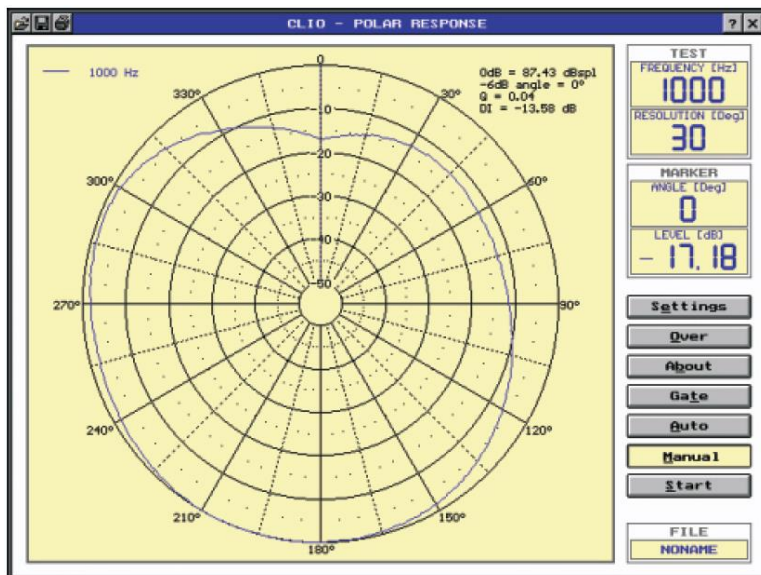 CLIO - POLAR RESPONSE
? ×
1000 Hz
0dB = 87.43 dBspl
-6dB angle = 0°
Q = 0.04
DI = -13.58 dB
0
-10
-20
-30
-40
-50
30°
60°
90°
120°
150°
180°
210°
240°
270°
300°
330°
TEST
FREQUENCY [Hz]
1000
RESOLUTION [Deg]
30
MARKER
ANGLE [Deg]
0
LEVEL [dB]
-17.18
Settings
Over
About
Gate
Auto
Manual
Start
FILE
NONAME